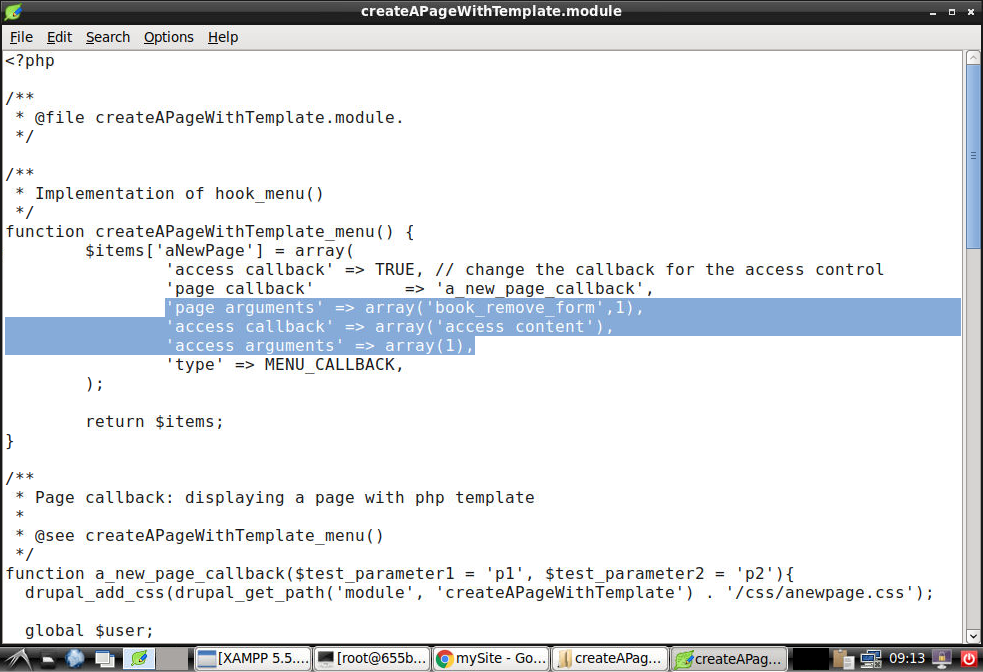 createAPageWithTemplate.module
File Edit Search Options Help
<?php
/**
 * @file createAPageWithTemplate.module.
 */
/**
 * Implementation of hook_menu()
 */
function createAPageWithTemplate_menu() {
        $items['aNewPage'] = array(
                'access callback' => TRUE, // change the callback for the access control
                'page callback'         => 'a_new_page_callback',
                'page arguments' => array('book_remove_form',1),
                'access callback' => array('access content'),
                'access arguments' => array(1),
                'type' => MENU_CALLBACK,
        );
        return $items;
}
/**
 * Page callback: displaying a page with php template
 *
 * @see createAPageWithTemplate_menu()
 */
function a_new_page_callback($test_parameter1 = 'p1', $test_parameter2 = 'p2'){
  drupal_add_css(drupal_get_path('module', 'createAPageWithTemplate') . '/css/anewpage.css');
  global $user;
[XAMPP 5.5.... [root@655b... mySite - Go... createAPag... createAPag... 09:13